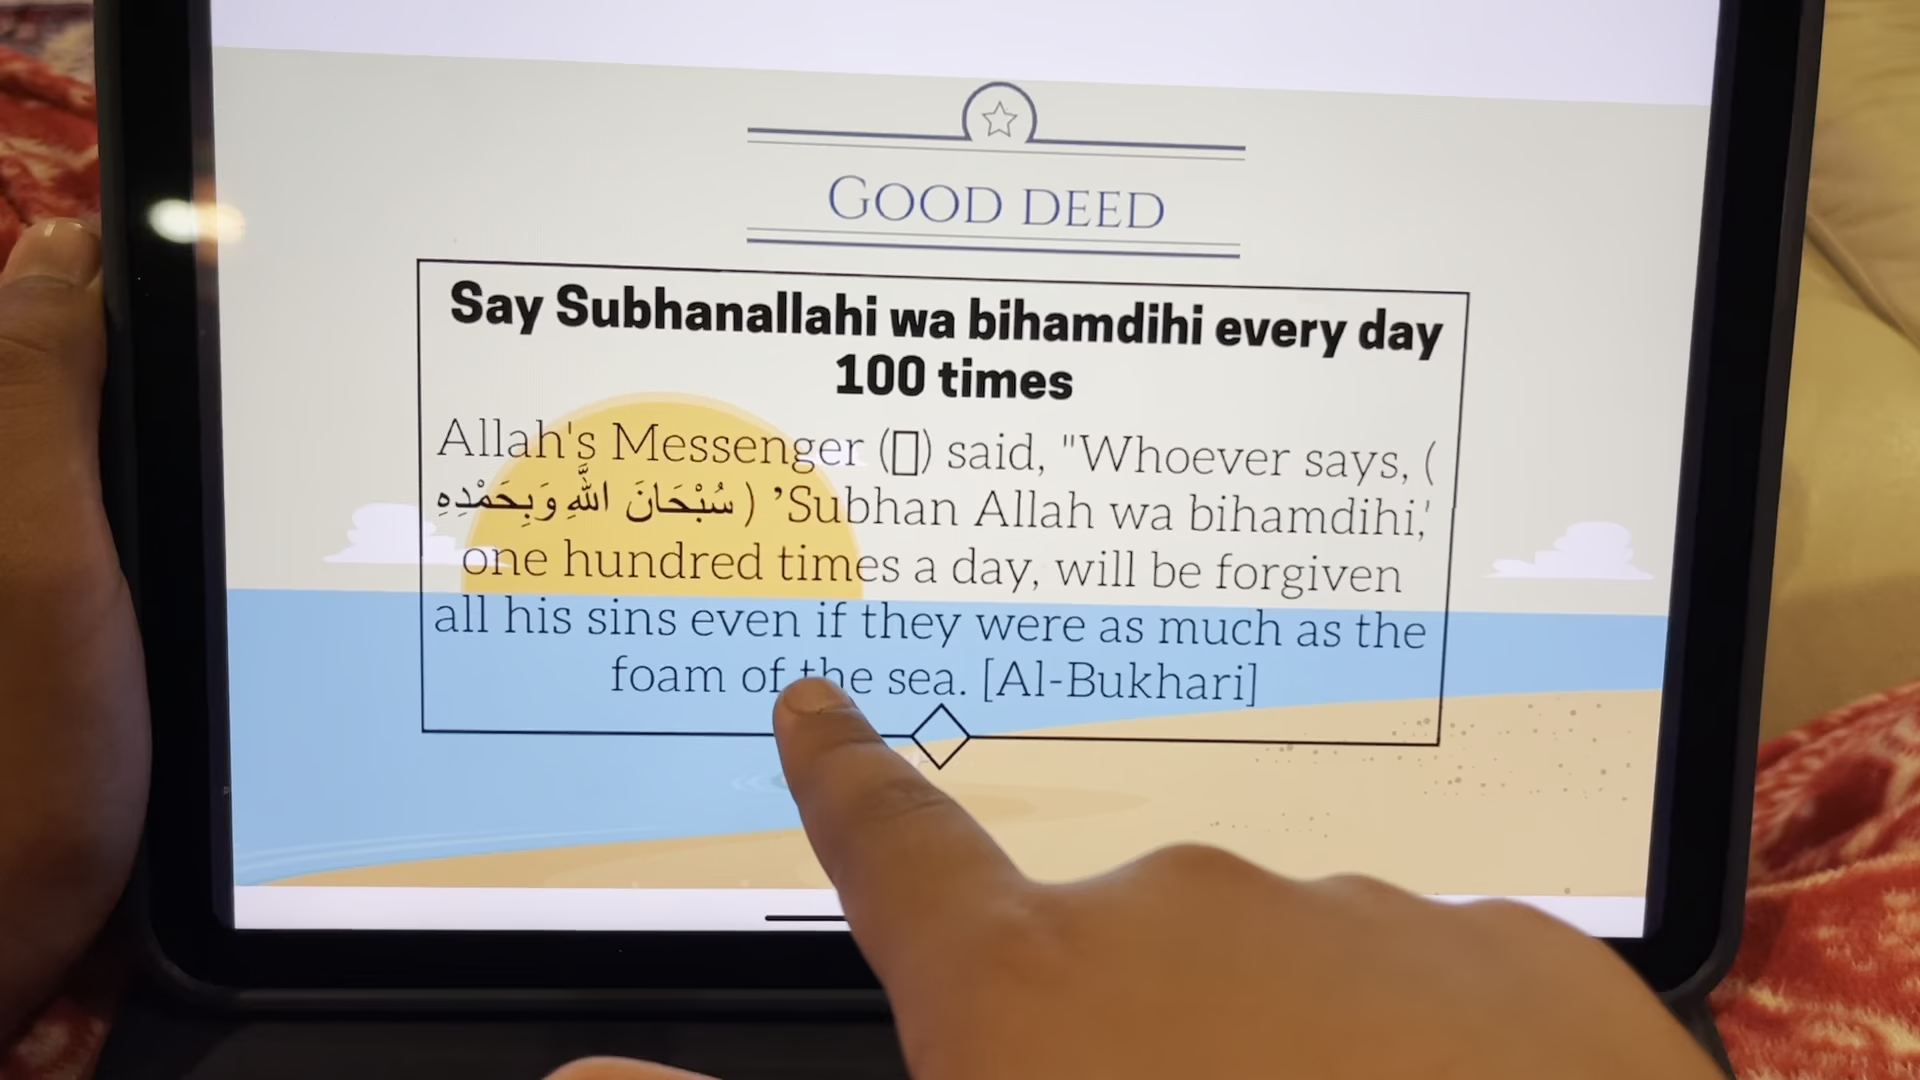 GOOD DEED
Say Subhanallahi wa bihamdihi every day
100 times
Allah's Messenger (▯) said, "Whoever says, (
سُبْحَانَ اللَّهِ وَبِحَمْدِهِ ) ’Subhan Allah wa bihamdihi,'
one hundred times a day, will be forgiven
all his sins even if they were as much as the
foam of the sea. [Al-Bukhari]